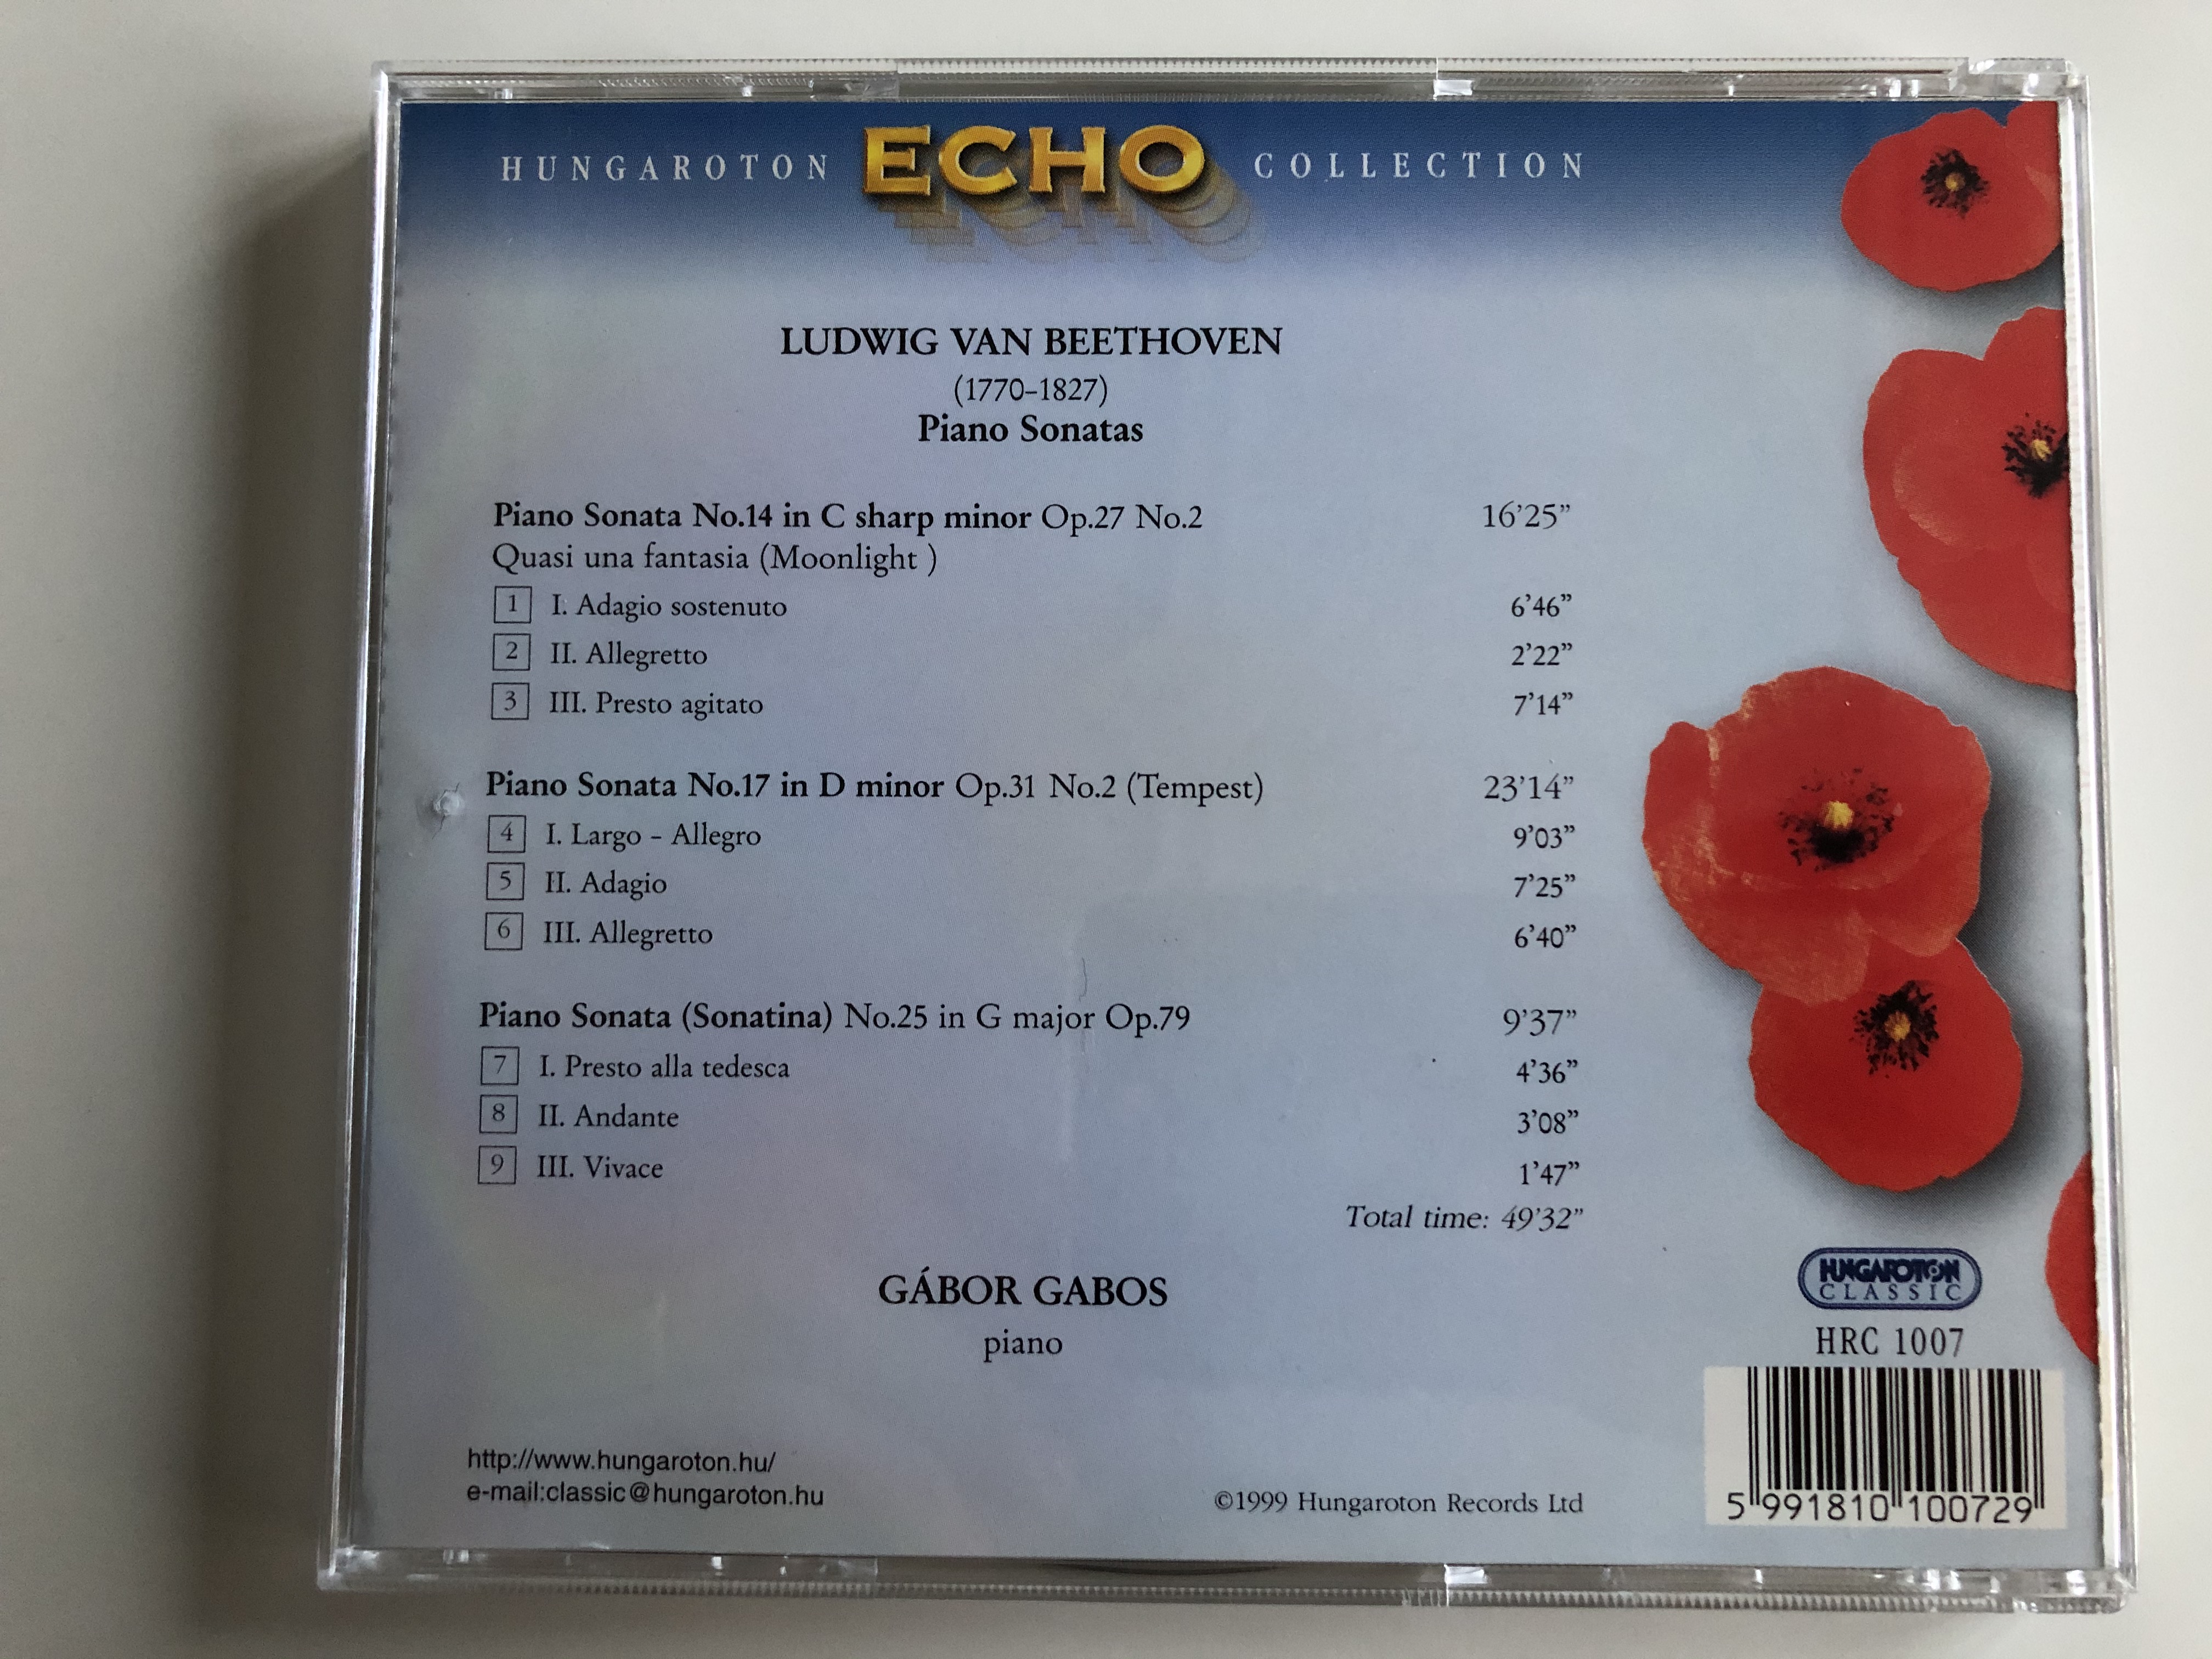 HUNGAROTON ECHO COLLECTION
LUDWIG VAN BEETHOVEN
(1770–1827)
Piano Sonatas
Piano Sonata No.14 in C sharp minor Op.27 No.2 16’25”
Quasi una fantasia (Moonlight )
1 I. Adagio sostenuto 6’46”
2 II. Allegretto 2’22”
3 III. Presto agitato 7’14”
Piano Sonata No.17 in D minor Op.31 No.2 (Tempest) 23’14”
4 I. Largo – Allegro 9’03”
5 II. Adagio 7’25”
6 III. Allegretto 6’40”
Piano Sonata (Sonatina) No.25 in G major Op.79 9’37”
7 I. Presto alla tedesca 4’36”
8 II. Andante 3’08”
9 III. Vivace 1’47”
Total time: 49’32”
GÁBOR GABOS
piano
HUNGAROTON
CLASSIC
HRC 1007
http://www.hungaroton.hu/
e-mail:classic@hungaroton.hu
©1999 Hungaroton Records Ltd
5 991810 100729